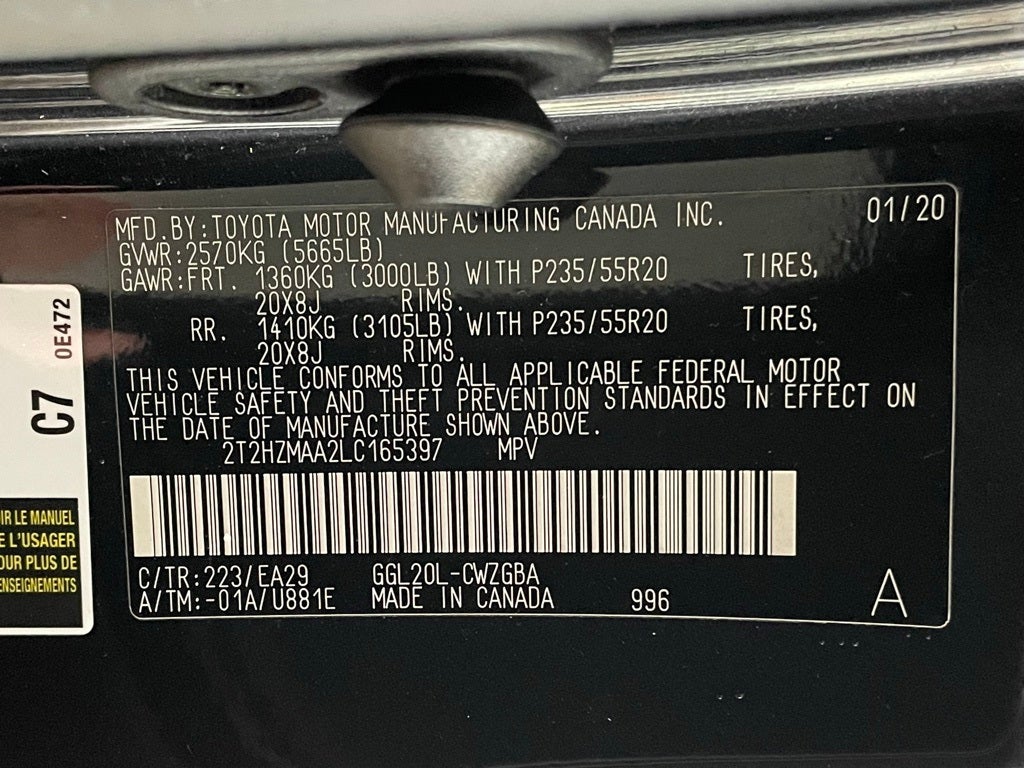 MFD.BY:TOYOTA MOTOR MANUFACTURING CANADA INC. 01/20
GVWR:2570KG (5665LB)
GAWR:FRT. 1360KG (3000LB) WITH P235/55R20 TIRES,
20X8J RIMS.
RR. 1410KG (3105LB) WITH P235/55R20 TIRES,
20X8J RIMS.
THIS VEHICLE CONFORMS TO ALL APPLICABLE FEDERAL MOTOR
VEHICLE SAFETY AND THEFT PREVENTION STANDARDS IN EFFECT ON
THE DATE OF MANUFACTURE SHOWN ABOVE.
2T2HZMAA2LC165397 MPV
C/TR:223/EA29 GGL20L-CWZGBA
A/TM:-01A/U881E MADE IN CANADA 996 A
C7 0E472
LE MANUEL
L'USAGER
PLUS DE